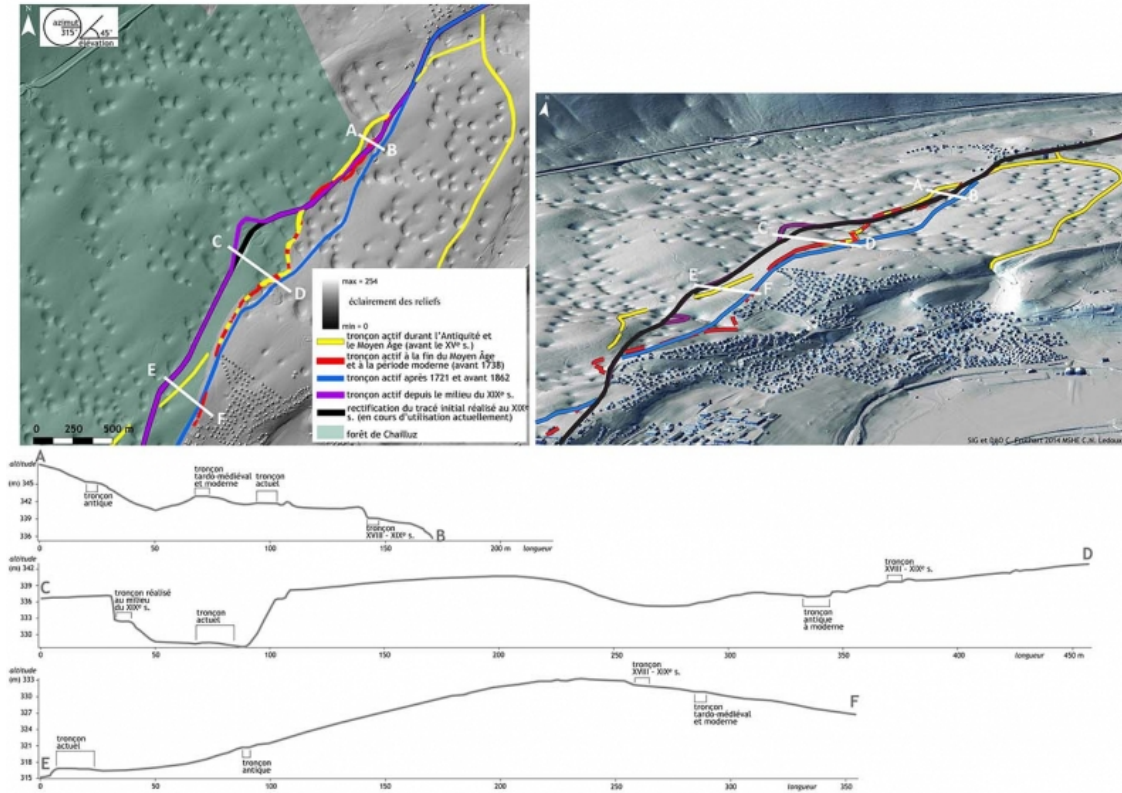 N
azimut
315°
45°
élévation
A
B
C
D
E
F
max = 254
éclairement des reliefs
min = 0
tronçon actif durant l'Antiquité et
le Moyen Âge (avant le XVe s.)
tronçon actif à la fin du Moyen Âge
et à la période moderne (avant 1738)
tronçon actif après 1721 et avant 1862
tronçon actif depuis le milieu du XIXe s.
rectification du tracé initial réalisé au XIXe
s. (en cours d'utilisation actuellement)
forêt de Chailluz
0 100 500 m
N
A
B
C
D
E
F
SIG et DAO C. Fruchart 2014 MSHE C.N. Ledoux
altitude
(m)
A
345
342
339
336
tronçon
antique
tronçon
tardo-médiéval
et moderne
tronçon
actuel
tronçon
XVIII - XIXe s.
B
0 50 100 150 200 m longueur
altitude
(m)
C
342
339
333
330
tronçon réalisé
au milieu
du XIXe s.
tronçon
actuel
tronçon
antique
à moderne
tronçon
XVIII - XIXe s.
D
0 50 100 150 200 250 300 350 400 longueur 450 m
altitude
(m)
333
330
327
324
321
318
315
E
tronçon
actuel
tronçon
antique
tronçon
XVIII - XIXe s.
tronçon
tardo-médiéval
et moderne
F
0 50 100 150 200 250 300 longueur 350 m